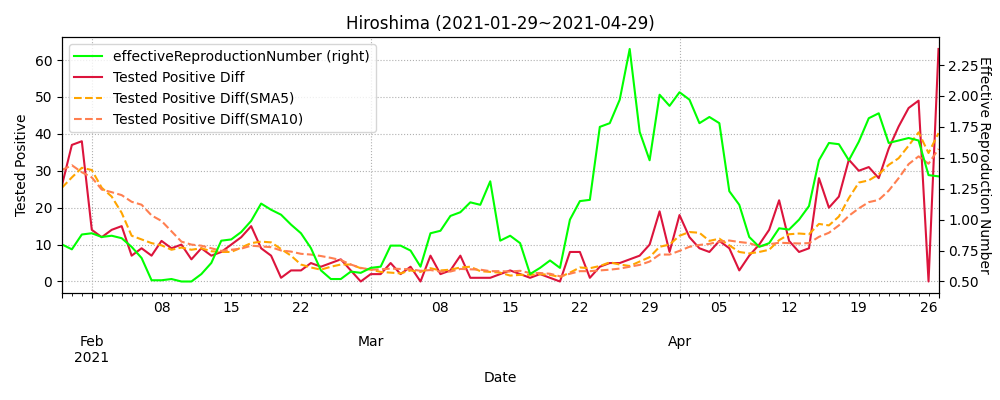 Hiroshima (2021-01-29~2021-04-29)
effectiveReproductionNumber (right)
Tested Positive Diff
Tested Positive Diff(SMA5)
Tested Positive Diff(SMA10)
Tested Positive
60
50
40
30
20
10
0
2.25
2.00
1.75
1.50
1.25
1.00
0.75
0.50
Effective Reproduction Number
08 15 22 08 15 22 29 05 12 19 26
Feb Mar Apr
2021
Date